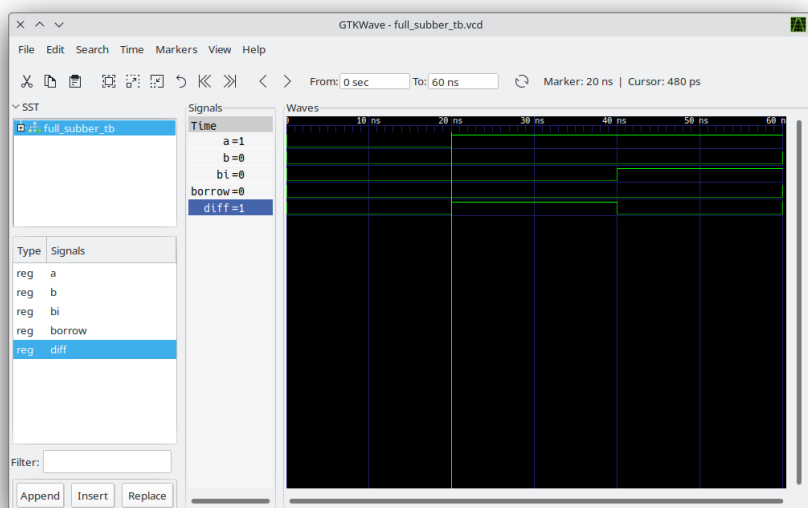 GTKWave - full_subber_tb.vcd
File Edit Search Time Markers View Help
From: 0 sec To: 60 ns Marker: 20 ns | Cursor: 480 ps
SST
full_subber_tb
Type Signals
reg a
reg b
reg bi
reg borrow
reg diff
Filter:
Append Insert Replace
Signals
Time
a=1
b=0
bi=0
borrow=0
diff=1
Waves
10 ns 20 ns 30 ns 40 ns 50 ns